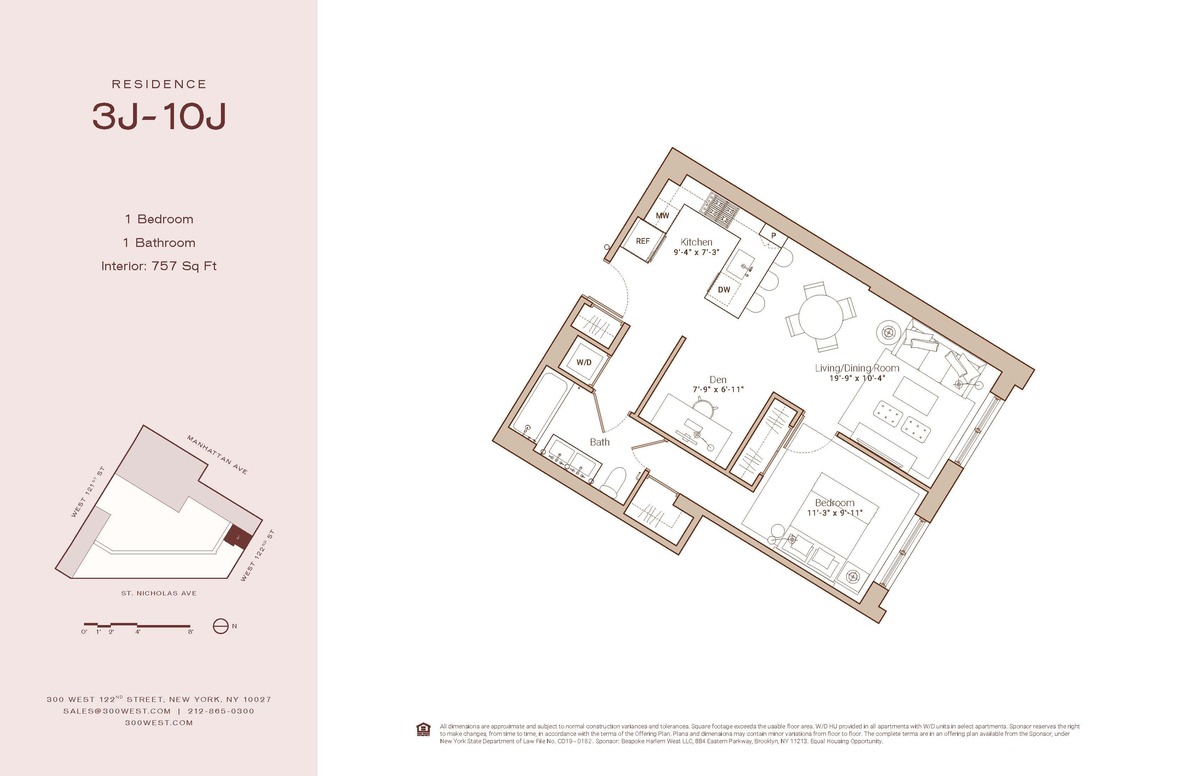 RESIDENCE
3J-10J
1 Bedroom
1 Bathroom
Interior: 757 Sq Ft
MANHATTAN AVE
WEST 121ST ST
J
WEST 122ND ST
ST. NICHOLAS AVE
0' 1' 2' 4' 8'
N
300 WEST 122ND STREET, NEW YORK, NY 10027
SALES@300WEST.COM | 212-865-0300
300WEST.COM
MW
REF
Kitchen
9'-4" x 7'-3"
P
DW
W/D
Den
7'-9" x 6'-11"
Living/Dining Room
19'-9" x 10'-4"
Bath
Bedroom
11'-3" x 9'-11"
All dimensions are approximate and subject to normal construction variances and tolerances. Square footage exceeds the usable floor area. W/D HU provided in all apartments with W/D units in select apartments. Sponsor reserves the right
to make changes, from time to time, in accordance with the terms of the Offering Plan. Plans and dimensions may contain minor variations from floor to floor. The complete terms are in an offering plan available from the Sponsor, under
New York State Department of Law File No. CD19-0182. Sponsor: Bespoke Harlem West LLC, 884 Eastern Parkway, Brooklyn, NY 11213. Equal Housing Opportunity.